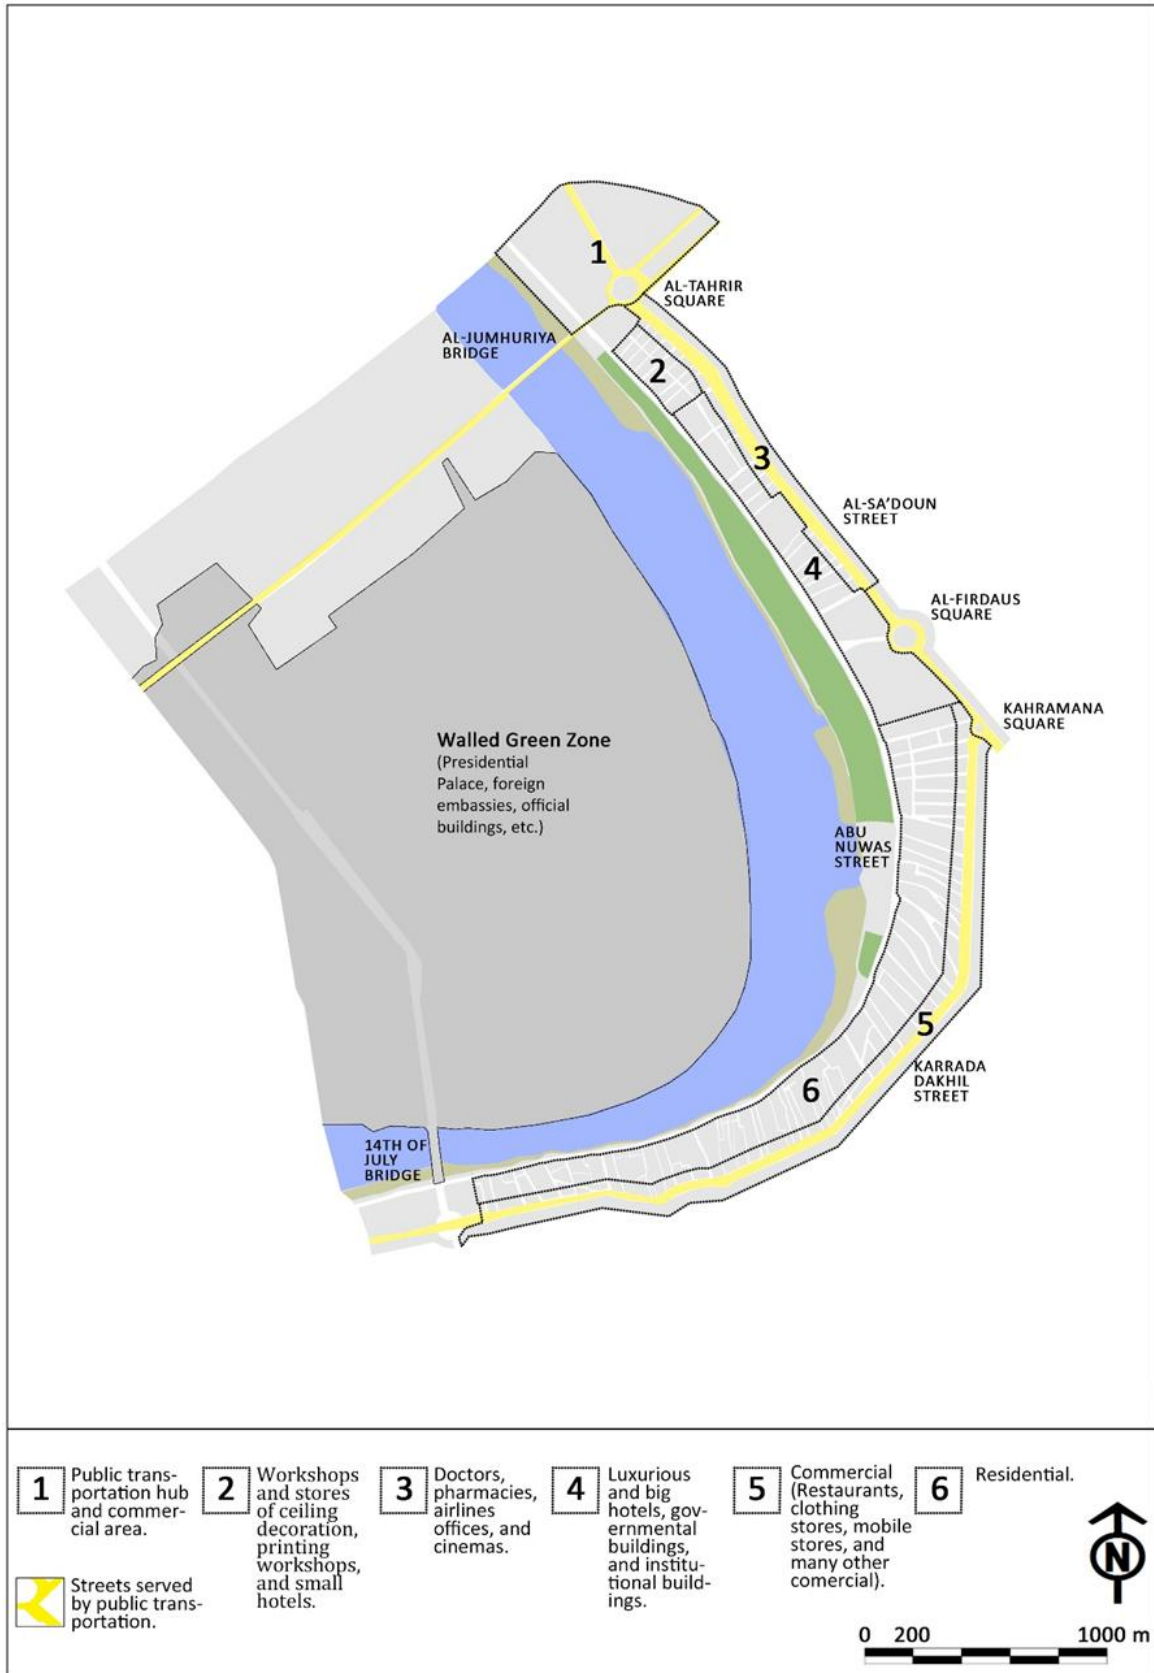 1
AL-TAHRIR
SQUARE
AL-JUMHURIYA
BRIDGE
2
3
AL-SA’DOUN
STREET
4
AL-FIRDAUS
SQUARE
KAHRAMANA
SQUARE
Walled Green Zone
(Presidential
Palace, foreign
embassies, official
buildings, etc.)
ABU
NUWAS
STREET
5
KARRADA
DAKHIL
STREET
6
14TH OF
JULY
BRIDGE
1
Public trans-
portation hub
and commer-
cial area.
2
Workshops
and stores
of ceiling
decoration,
printing
workshops,
and small
hotels.
3
Doctors,
pharmacies,
airlines
offices, and
cinemas.
4
Luxurious
and big
hotels, gov-
ernmental
buildings,
and institu-
tional build-
ings.
5
Commercial
(Restaurants,
clothing
stores, mobile
stores, and
many other
comercial).
6
Residential.
Streets served
by public trans-
portation.
N
0 200 1000 m